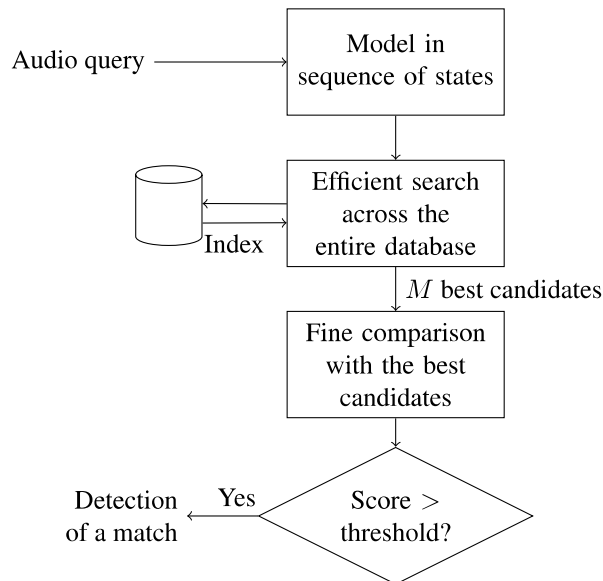 Audio query
Model in
sequence of states
Efficient search
across the
entire database
Index
M best candidates
Fine comparison
with the best
candidates
Score >
threshold?
Yes
Detection
of a match